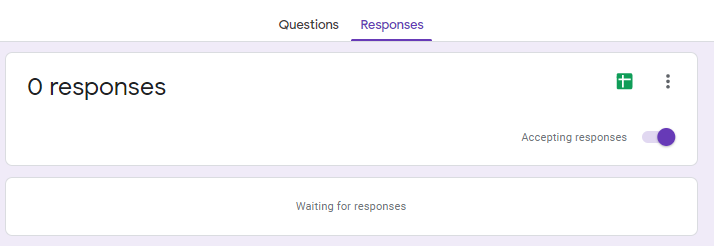 Questions Responses
0 responses
Accepting responses
Waiting for responses